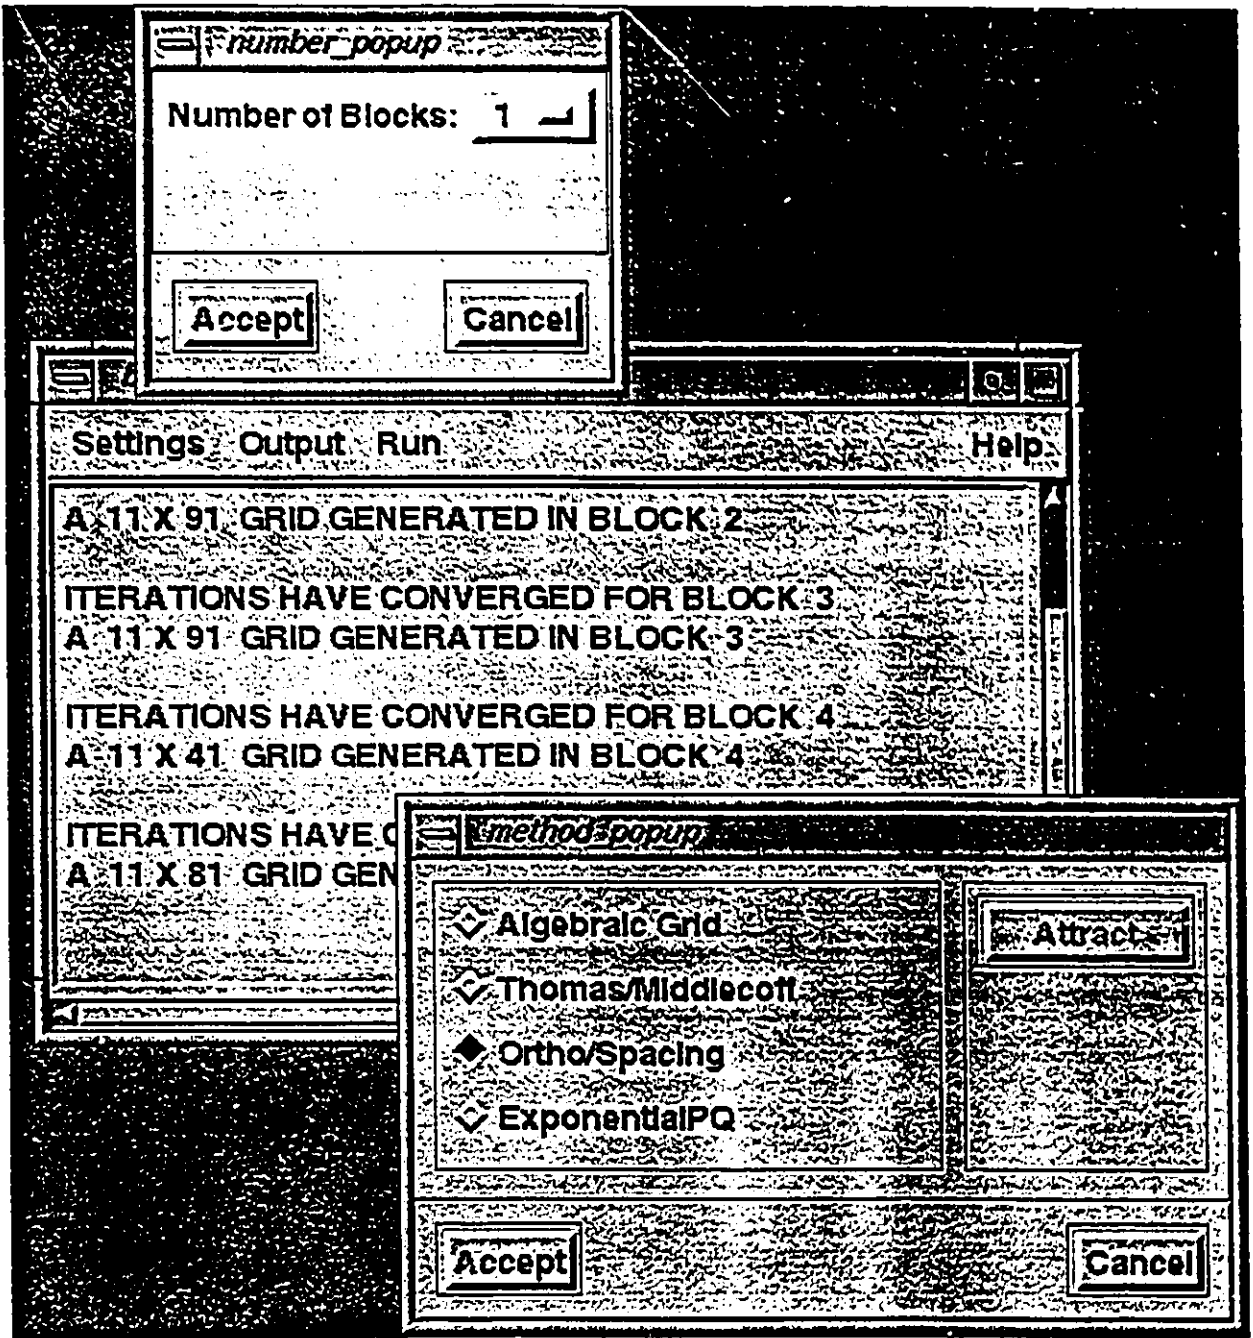 number_popup
Number of Blocks: 1
Accept Cancel
Settings Output Run Help
A 11 X 91 GRID GENERATED IN BLOCK 2
ITERATIONS HAVE CONVERGED FOR BLOCK 3
A 11 X 91 GRID GENERATED IN BLOCK 3
ITERATIONS HAVE CONVERGED FOR BLOCK 4
A 11 X 41 GRID GENERATED IN BLOCK 4
ITERATIONS HAVE
A 11 X 81 GRID GEN
method_popup
Algebraic Grid
Attract
Thomas/Middlecoff
Ortho/Spacing
ExponentialPQ
Accept Cancel